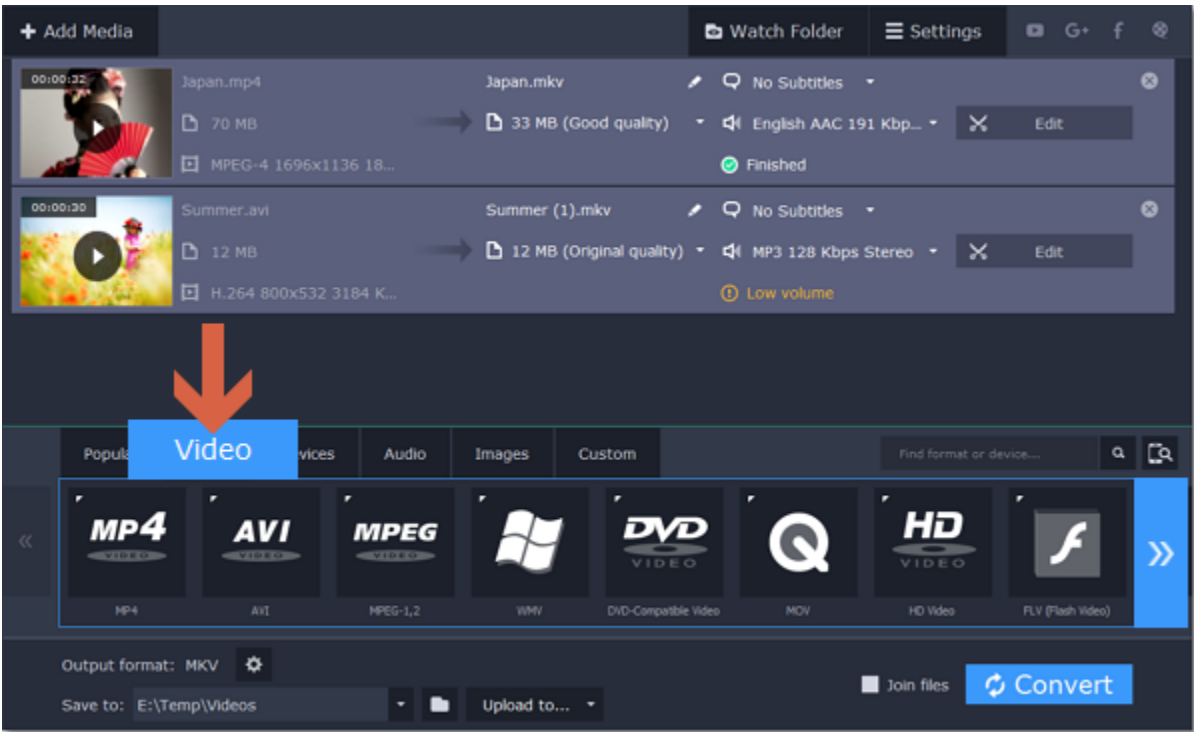 Add Media
Watch Folder
Settings
G+
f
00:00:32
Japan.mp4
Japan.mkv
No Subtitles
70 MB
33 MB (Good quality)
English AAC 191 Kbp...
Edit
MPEG-4 1696x1136 18...
Finished
00:00:30
Summer.avi
Summer (1).mkv
No Subtitles
12 MB
12 MB (Original quality)
MP3 128 Kbps Stereo
Edit
H.264 800x532 3184 K...
Low volume
Popula
Video
vices
Audio
Images
Custom
Find format or device....
MP4 VIDEO
AVI VIDEO
MPEG VIDEO
DVD VIDEO
HD VIDEO
f
MP4
AVI
MPEG-1,2
WMV
DVD-Compatible Video
MOV
HD Video
FLV (Flash Video)
Output format: MKV
Join files
Convert
Save to: E:\Temp\Videos
Upload to...